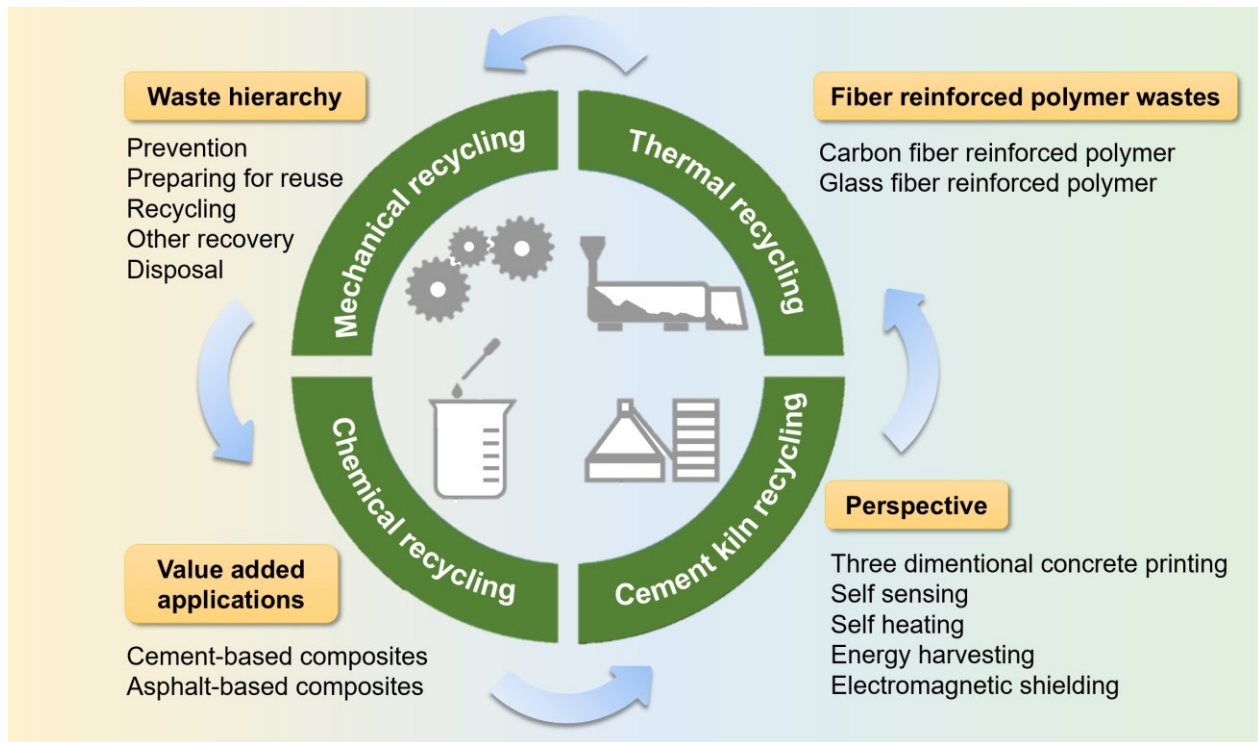 Waste hierarchy
Prevention
Preparing for reuse
Recycling
Other recovery
Disposal
Fiber reinforced polymer wastes
Carbon fiber reinforced polymer
Glass fiber reinforced polymer
Mechanical recycling
Thermal recycling
Chemical recycling
Cement kiln recycling
Value added
applications
Cement-based composites
Asphalt-based composites
Perspective
Three dimentional concrete printing
Self sensing
Self heating
Energy harvesting
Electromagnetic shielding